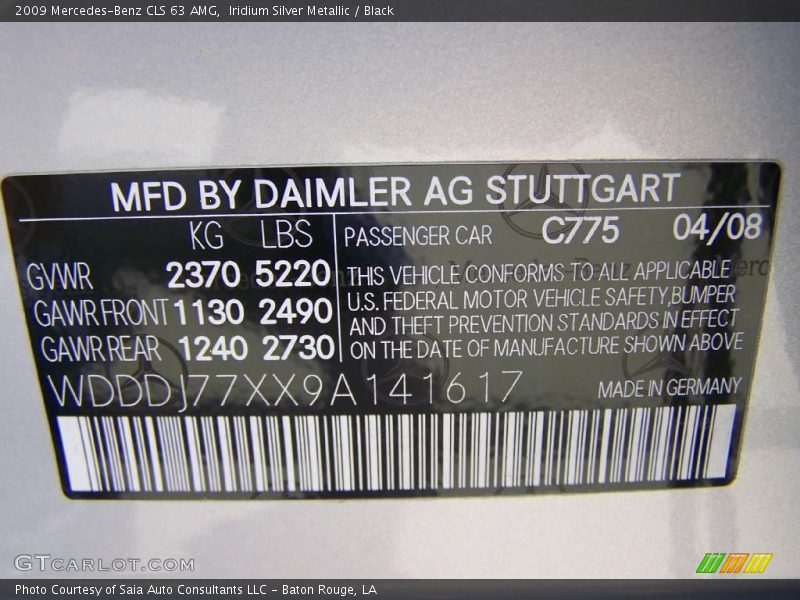 2009 Mercedes-Benz CLS 63 AMG, Iridium Silver Metallic / Black
MFD BY DAIMLER AG STUTTGART
KG LBS PASSENGER CAR C775 04/08
GVWR 2370 5220
GAWR FRONT 1130 2490
GAWR REAR 1240 2730
THIS VEHICLE CONFORMS TO ALL APPLICABLE
U.S. FEDERAL MOTOR VEHICLE SAFETY, BUMPER
AND THEFT PREVENTION STANDARDS IN EFFECT
ON THE DATE OF MANUFACTURE SHOWN ABOVE
WDDDJ77XX9A141617 MADE IN GERMANY
GTCARLOT.COM
Photo Courtesy of Saia Auto Consultants LLC - Baton Rouge, LA